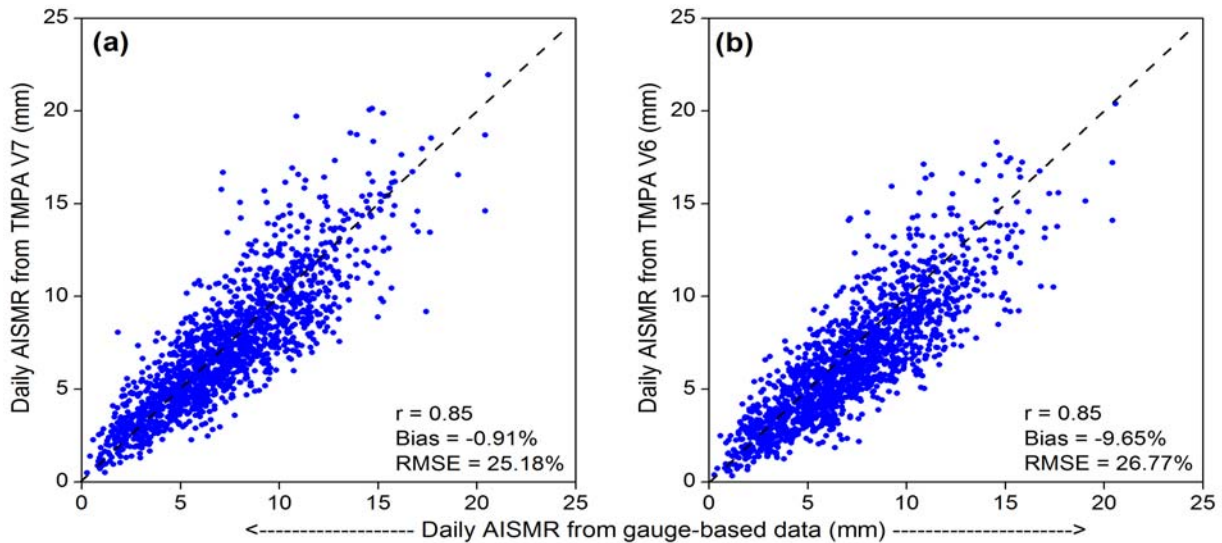 (a)
Daily AISMR from TMPA V7 (mm)
25
20
15
10
5
0
r = 0.85
Bias = -0.91%
RMSE = 25.18%
0 5 10 15 20 25
(b)
Daily AISMR from TMPA V6 (mm)
25
20
15
10
5
0
r = 0.85
Bias = -9.65%
RMSE = 26.77%
0 5 10 15 20 25
<----------------- Daily AISMR from gauge-based data (mm) ------------------->